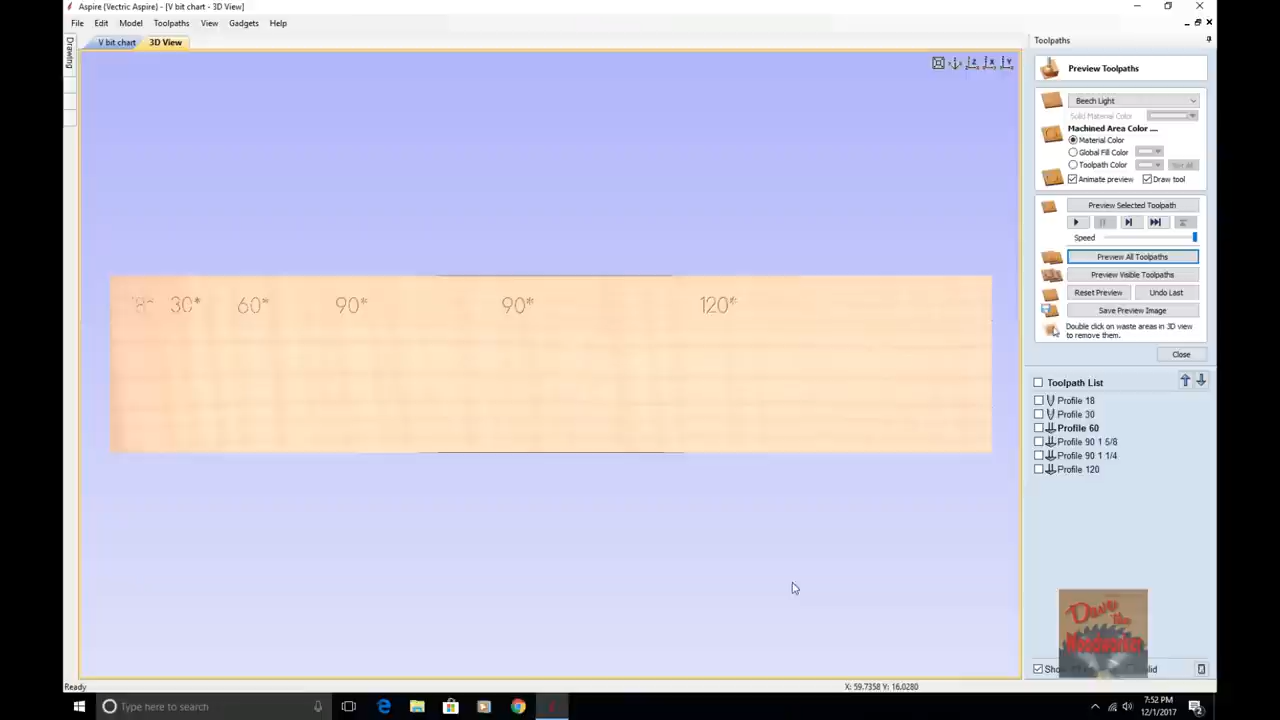 Aspire (Vectric Aspire) - [V bit chart - 3D View]
File Edit Model Toolpaths View Gadgets Help
Drawing
V bit chart 3D View
Z X Y
30* 60* 90* 90* 120*
Toolpaths
Preview Toolpaths
Beech Light
Solid Material Color
Machined Area Color ....
Material Color
Global Fill Color
Toolpath Color
Animate preview Draw tool
Preview Selected Toolpath
Speed
Preview All Toolpaths
Preview Visible Toolpaths
Reset Preview Undo Last
Save Preview Image
Double click on waste areas in 3D view
to remove them.
Close
Toolpath List
Profile 18
Profile 30
Profile 60
Profile 90 1 5/8
Profile 90 1 1/4
Profile 120
the
Woodworker
Ready
X: 59.7358 Y: 16.0280
Type here to search
7:52 PM
12/1/2017